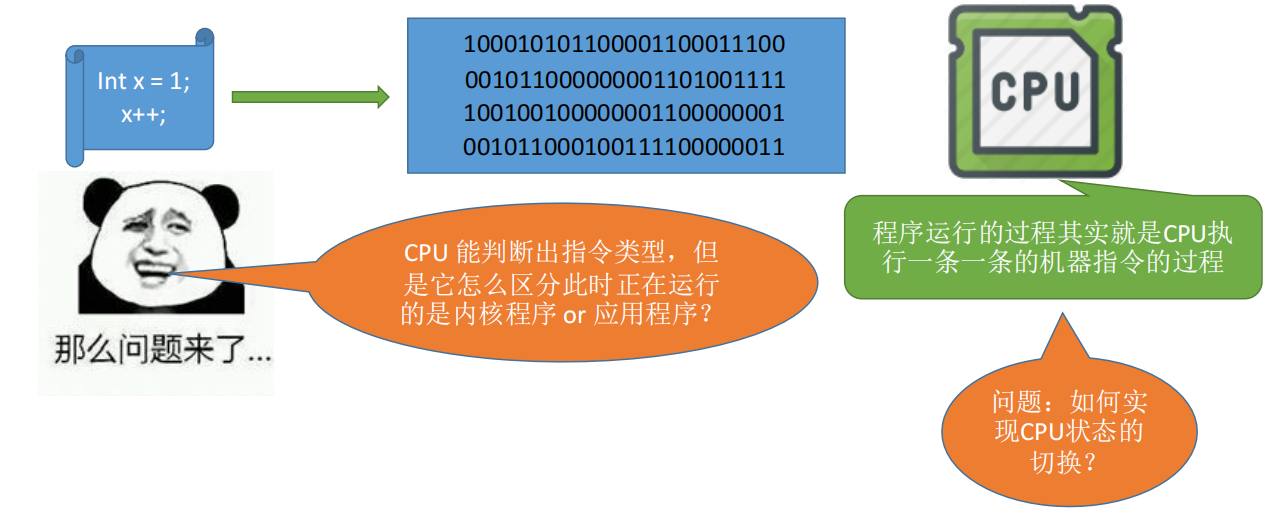 Int x = 1;
x++;
100010101100001100011100
001011000000001101001111
100100100000001100000001
001011000100111100000011
CPU
程序运行的过程其实就是CPU执
行一条一条的机器指令的过程
CPU 能判断出指令类型，但
是它怎么区分此时正在运行
的是内核程序 or 应用程序？
那么问题来了...
问题：如何实
现CPU状态的
切换？